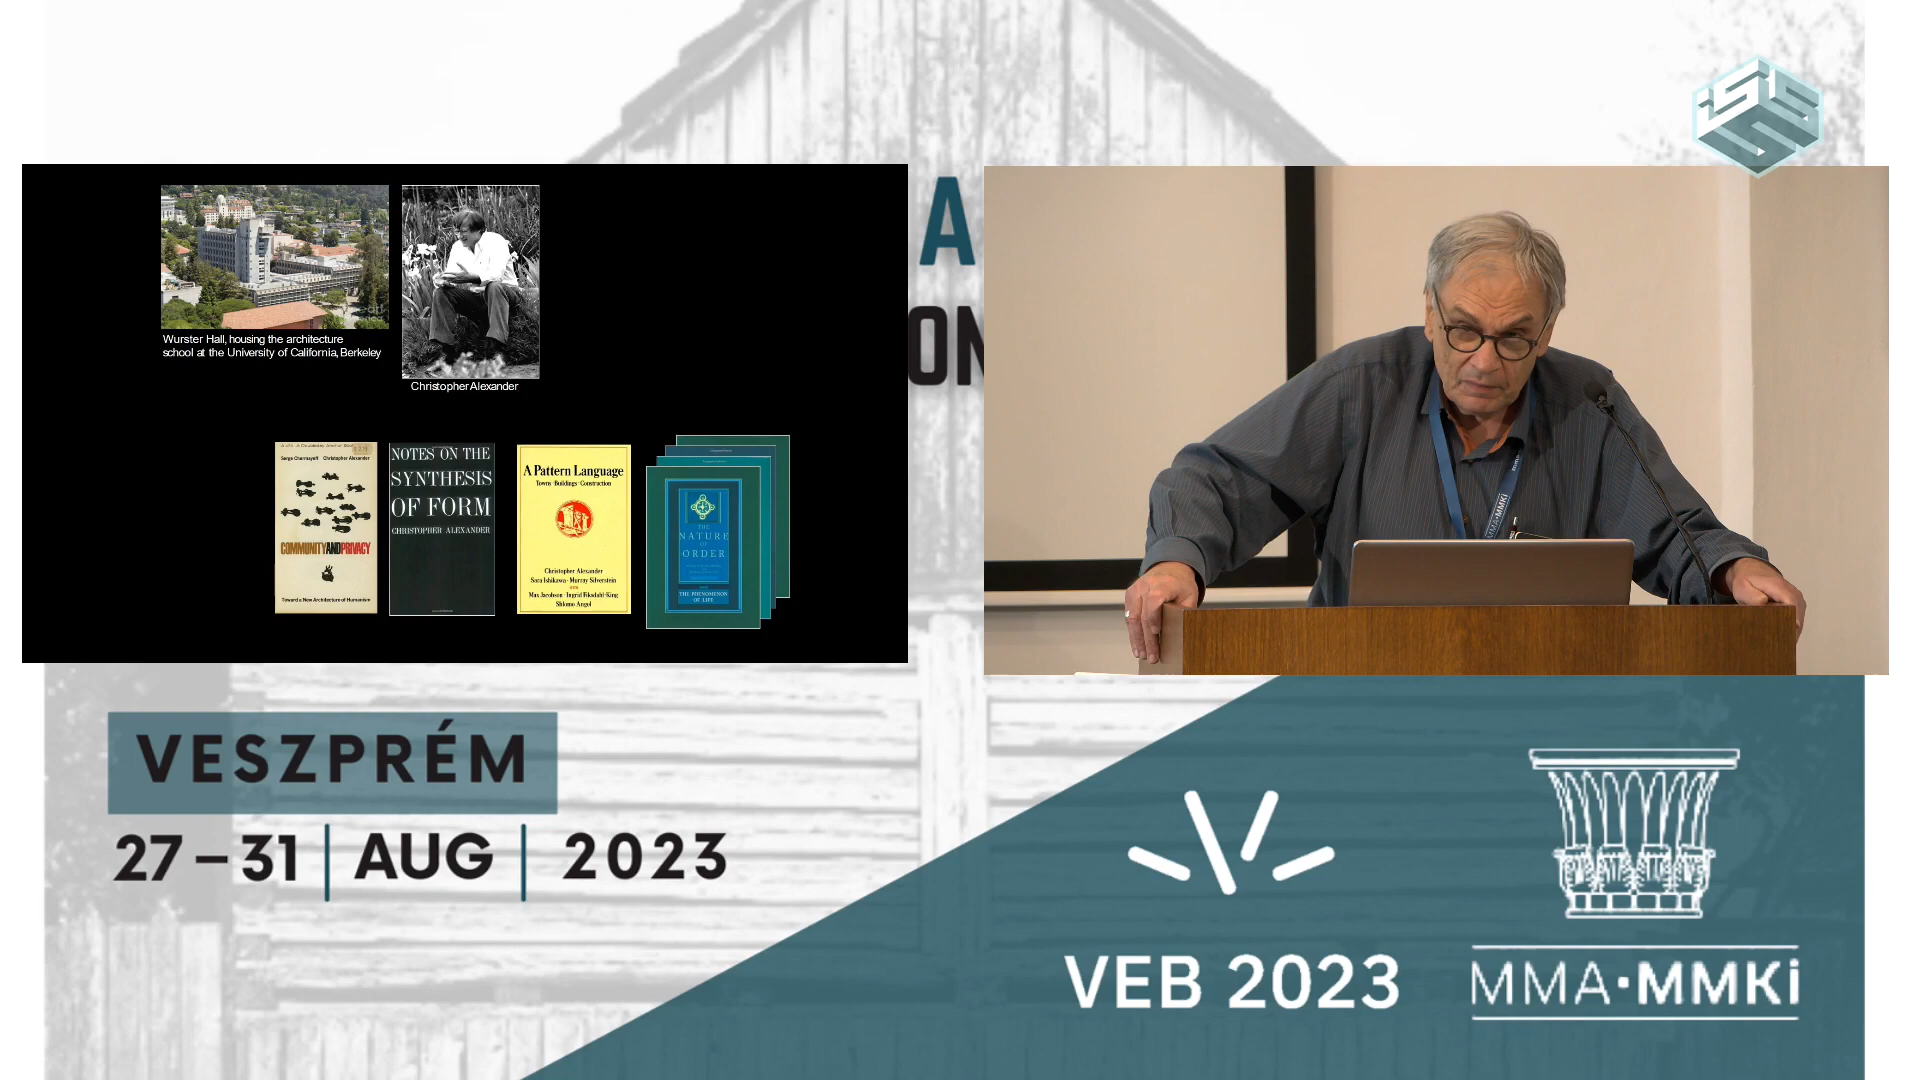 Wurster Hall, housing the architecture
school at the University of California, Berkeley
Christopher Alexander
Serge Chermayeff Christopher Alexander
COMMUNITY AND PRIVACY
Toward a New Architecture of Humanism
NOTES ON THE
SYNTHESIS
OF FORM
CHRISTOPHER ALEXANDER
A Pattern Language
Towns · Buildings · Construction
Christopher Alexander
Sara Ishikawa · Murray Silverstein
Max Jacobson · Ingrid Fiksdahl-King
Shlomo Angel
THE
NATURE
OF
ORDER
THE PHENOMENON
OF LIFE
A
ON
MMA·MMKi
VESZPRÉM
27–31 | AUG | 2023
VEB 2023
MMA·MMKi